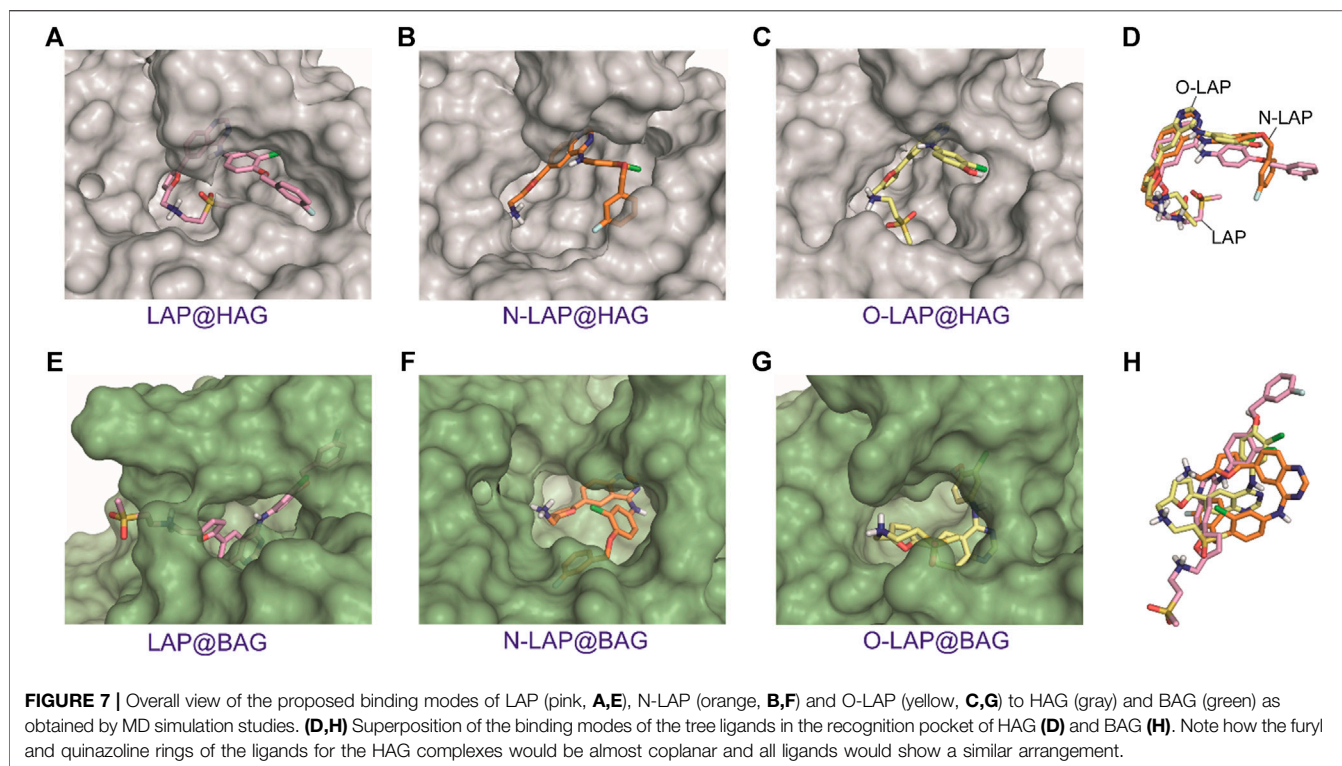 A
B
C
D
O-LAP
N-LAP
LAP
LAP@HAG
N-LAP@HAG
O-LAP@HAG
E
F
G
H
LAP@BAG
N-LAP@BAG
O-LAP@BAG
FIGURE 7 | Overall view of the proposed binding modes of LAP (pink, A,E), N-LAP (orange, B,F) and O-LAP (yellow, C,G) to HAG (gray) and BAG (green) as
obtained by MD simulation studies. (D,H) Superposition of the binding modes of the tree ligands in the recognition pocket of HAG (D) and BAG (H). Note how the furyl
and quinazoline rings of the ligands for the HAG complexes would be almost coplanar and all ligands would show a similar arrangement.